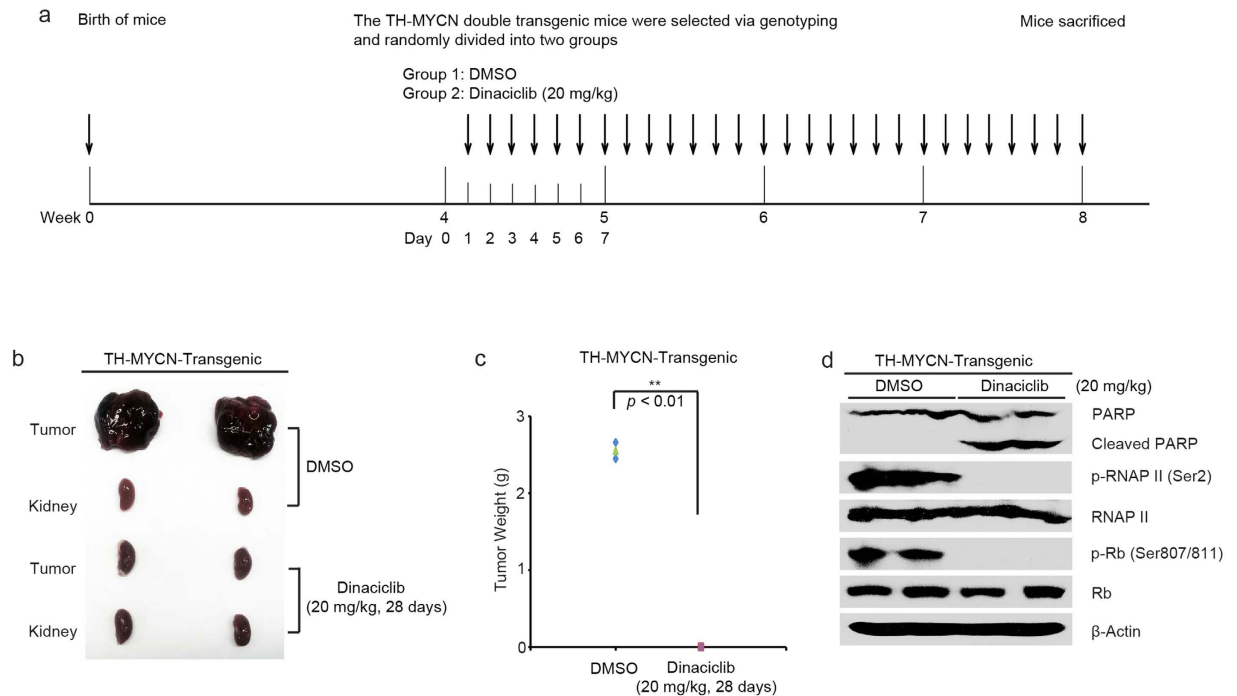 a
Birth of mice
The TH-MYCN double transgenic mice were selected via genotyping
and randomly divided into two groups
Mice sacrificed
Group 1: DMSO
Group 2: Dinaciclib (20 mg/kg)
Week 0 4 5 6 7 8
Day 0 1 2 3 4 5 6 7
b
TH-MYCN-Transgenic
Tumor
DMSO
Kidney
Tumor
Dinaciclib
(20 mg/kg, 28 days)
Kidney
c
TH-MYCN-Transgenic
**
p < 0.01
Tumor Weight (g)
3
2
1
0
DMSO
Dinaciclib
(20 mg/kg, 28 days)
d
TH-MYCN-Transgenic
DMSO Dinaciclib (20 mg/kg)
PARP
Cleaved PARP
p-RNAP II (Ser2)
RNAP II
p-Rb (Ser807/811)
Rb
β-Actin